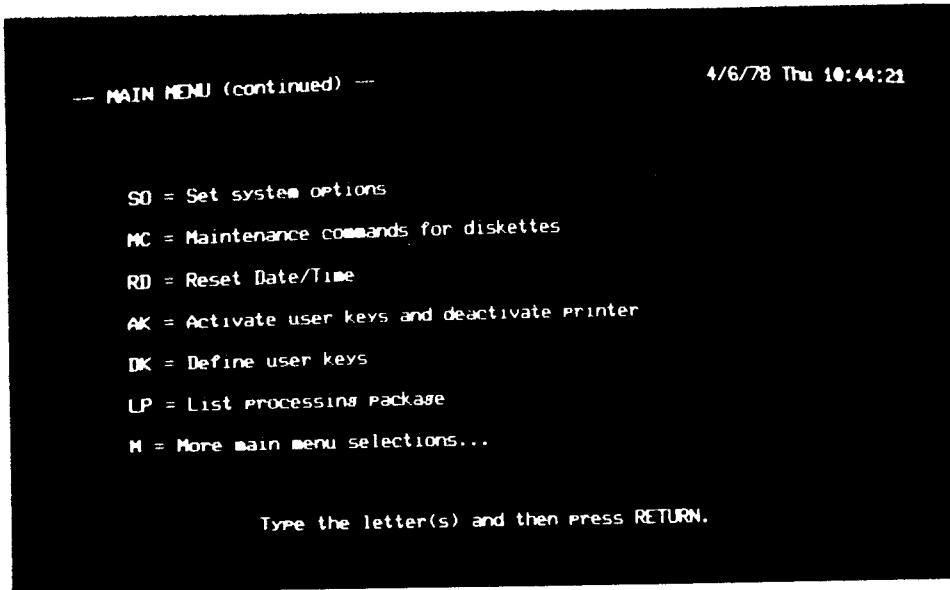 --- MAIN MENU (continued) ---
4/6/78 Thu 10:44:21
SO = Set system options
MC = Maintenance commands for diskettes
RD = Reset Date/Time
AK = Activate user keys and deactivate printer
DK = Define user keys
LP = List processing package
M = More main menu selections...
Type the letter(s) and then press RETURN.